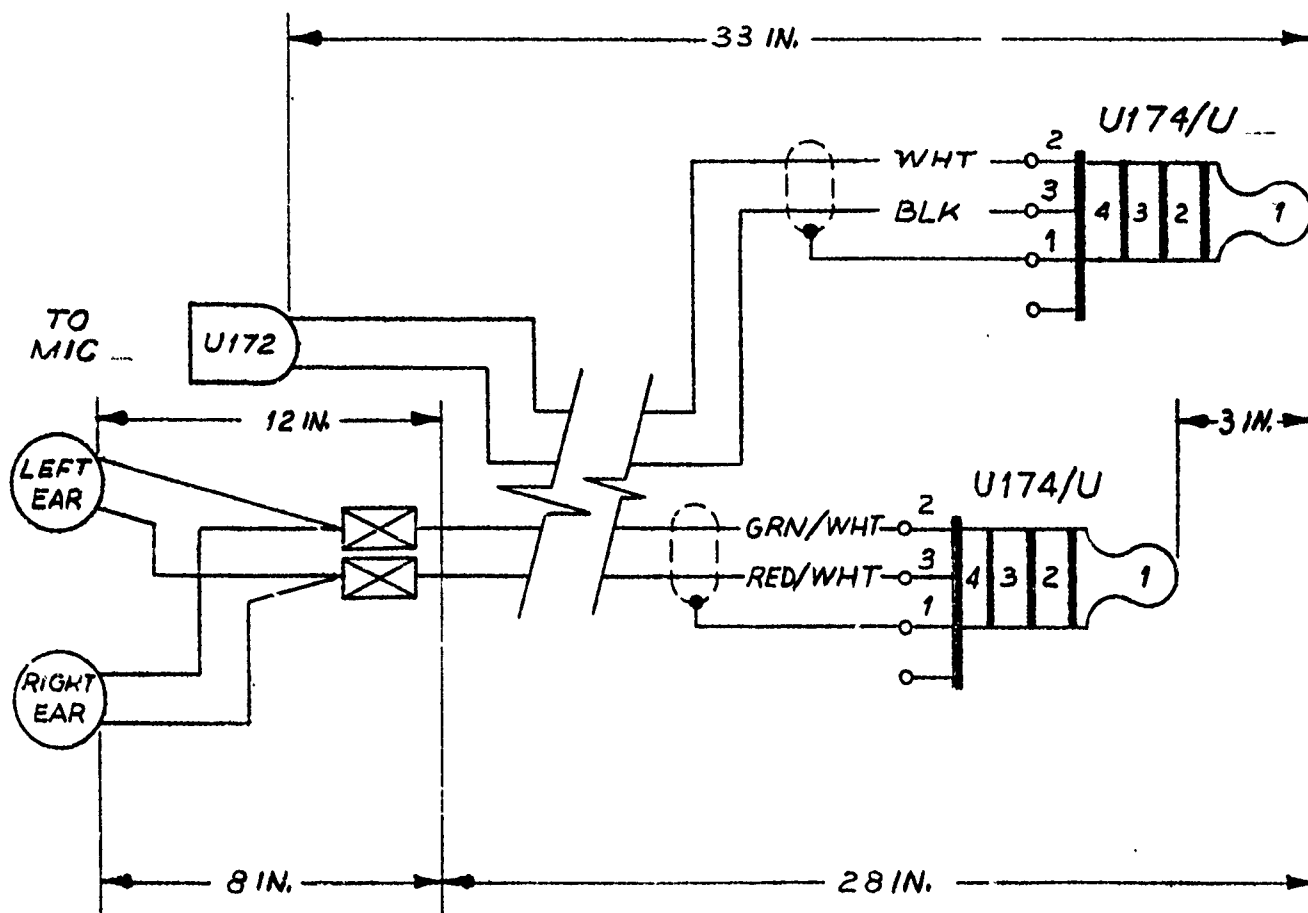 33 IN.
U174/U
2
WHT
3
BLK
1
4 3 2 1
TO
MIC
U172
12 IN.
3 IN.
LEFT
EAR
U174/U
2
GRN/WHT
3
RED/WHT
1
4 3 2 1
RIGHT
EAR
8 IN.
28 IN.